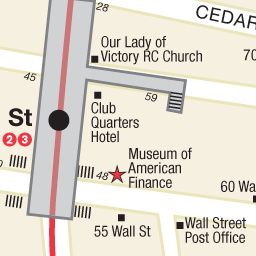 28
CEDAR
Our Lady of
Victory RC Church
70
45
59
Club
Quarters
Hotel
St
2 3
Museum of
American
Finance
48
60 Wa
55 Wall St
Wall Street
Post Office